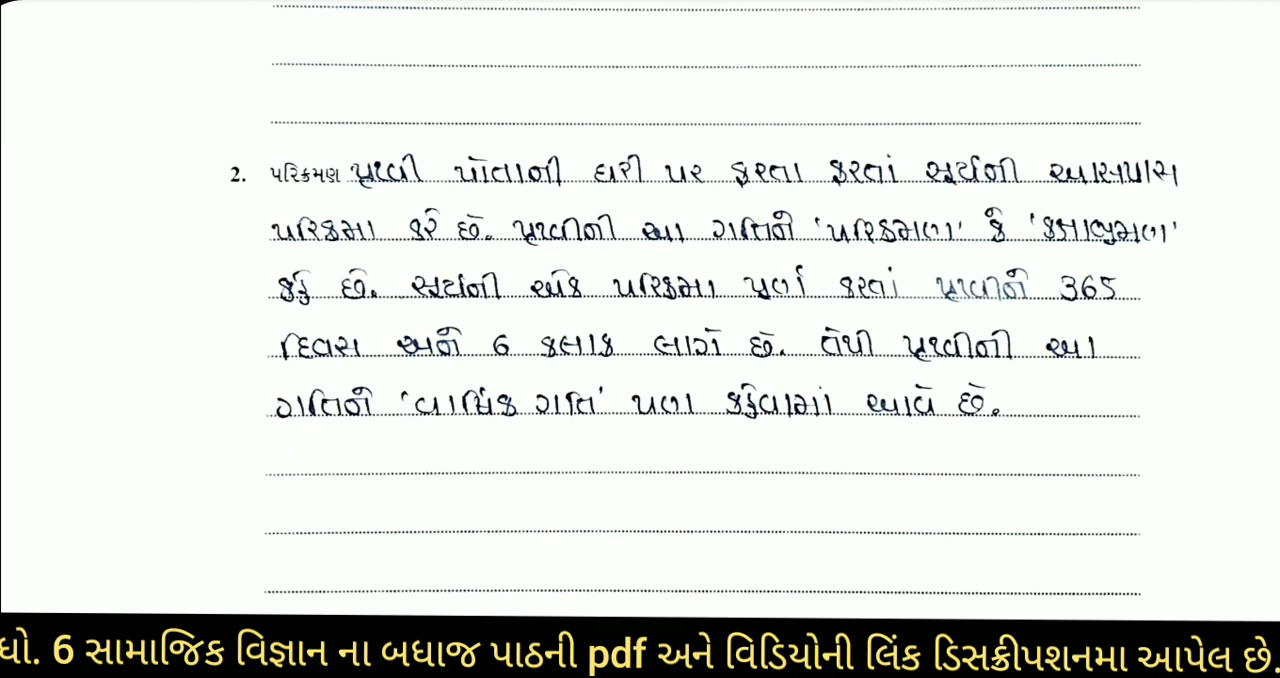 2. પરિક્રમણ પૃથ્વી પોતાની ધરી પર ફરતા ફરતાં સૂર્યની આસપાસ
પરિક્રમા કરે છે. પૃથ્વીની આ ગતિને 'પરિક્રમણ' કે 'કક્ષાભ્રમણ'
કહે છે. સૂર્યની એક પરિક્રમા પૂર્ણ કરતાં પૃથ્વીને 365
દિવસ અને 6 કલાક લાગે છે. તેથી પૃથ્વીની આ
ગતિને 'વાર્ષિક ગતિ' પણ કહેવામાં આવે છે.
ધો. 6 સામાજિક વિજ્ઞાન ના બધાજ પાઠની pdf અને વિડિયોની લિંક ડિસક્રીપશનમા આપેલ છે.